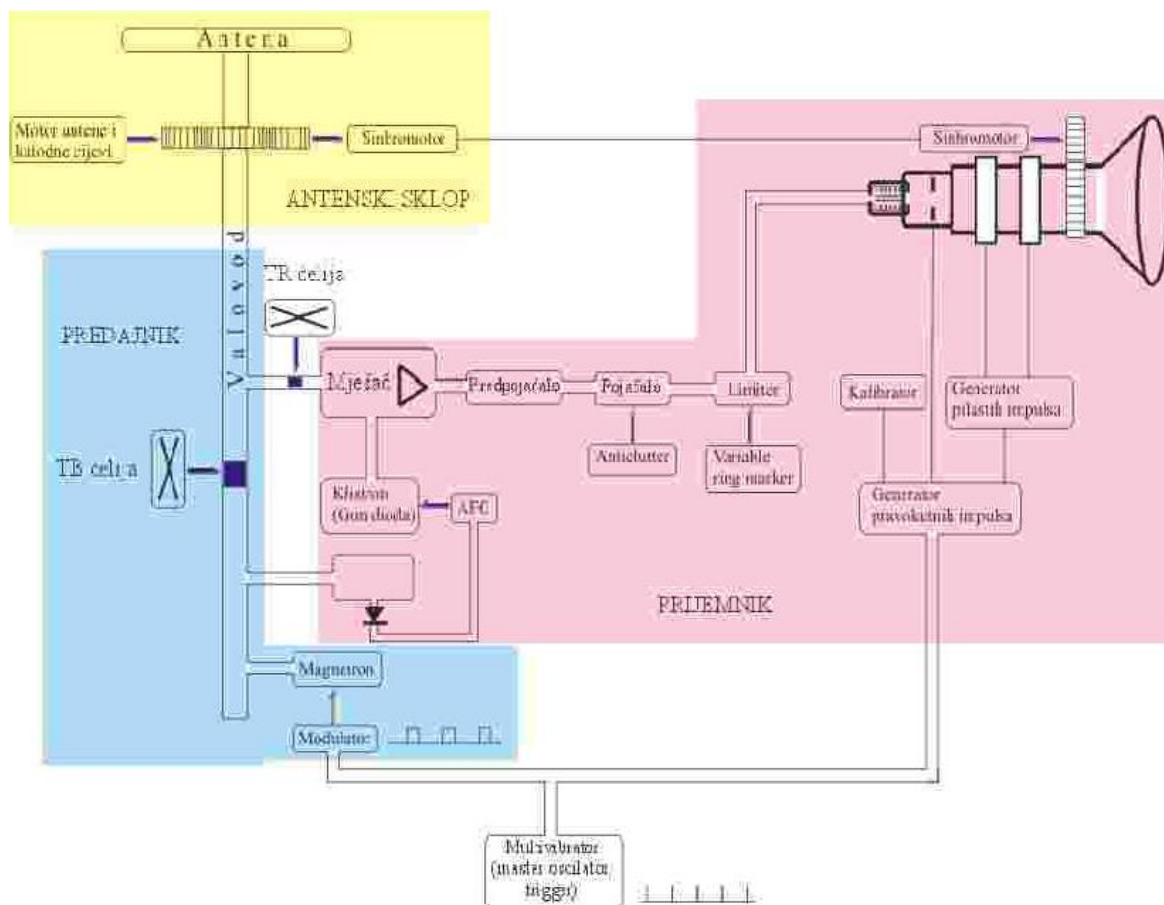 Antena
Motor antene i
katodne cijevi
Sinhromotor
Sinhromotor
ANTENSKI SKLOP
Valovod
TR ćelija
PREDAJNIK
Mješač
Predpojačalo
Pojačalo
Limiter
Kalibrator
Generator
pilastih impulsa
TB ćelija
Anticlutter
Variable
ring marker
Klistron
(Gun dioda)
AFC
Generator
pravokutnik impulsa
PRIJEMNIK
Magnetron
Modulator
Multivibrator
(master oscilator/
trigger)